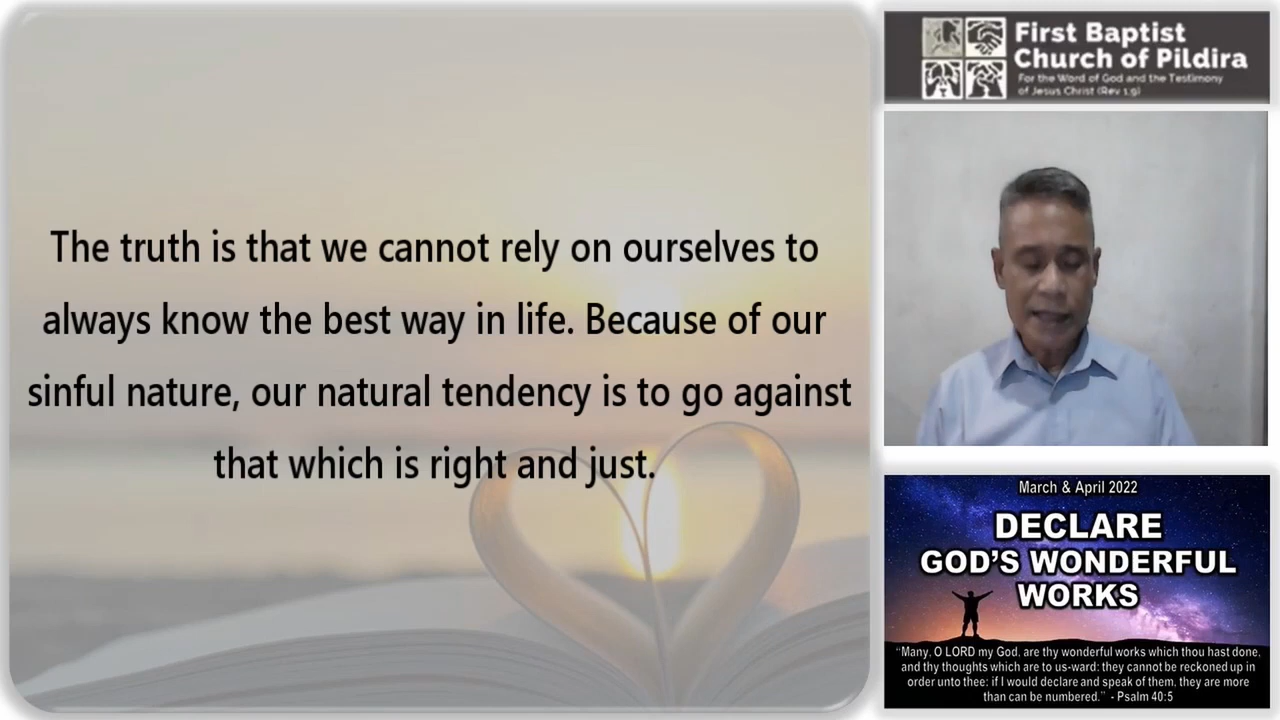 The truth is that we cannot rely on ourselves to
always know the best way in life. Because of our
sinful nature, our natural tendency is to go against
that which is right and just.
First Baptist
Church of Pildira
For the Word of God and the Testimony
of Jesus Christ (Rev 1:9)
March & April 2022
DECLARE
GOD'S WONDERFUL
WORKS
“Many, O LORD my God, are thy wonderful works which thou hast done,
and thy thoughts which are to us-ward: they cannot be reckoned up in
order unto thee: if I would declare and speak of them, they are more
than can be numbered.” - Psalm 40:5